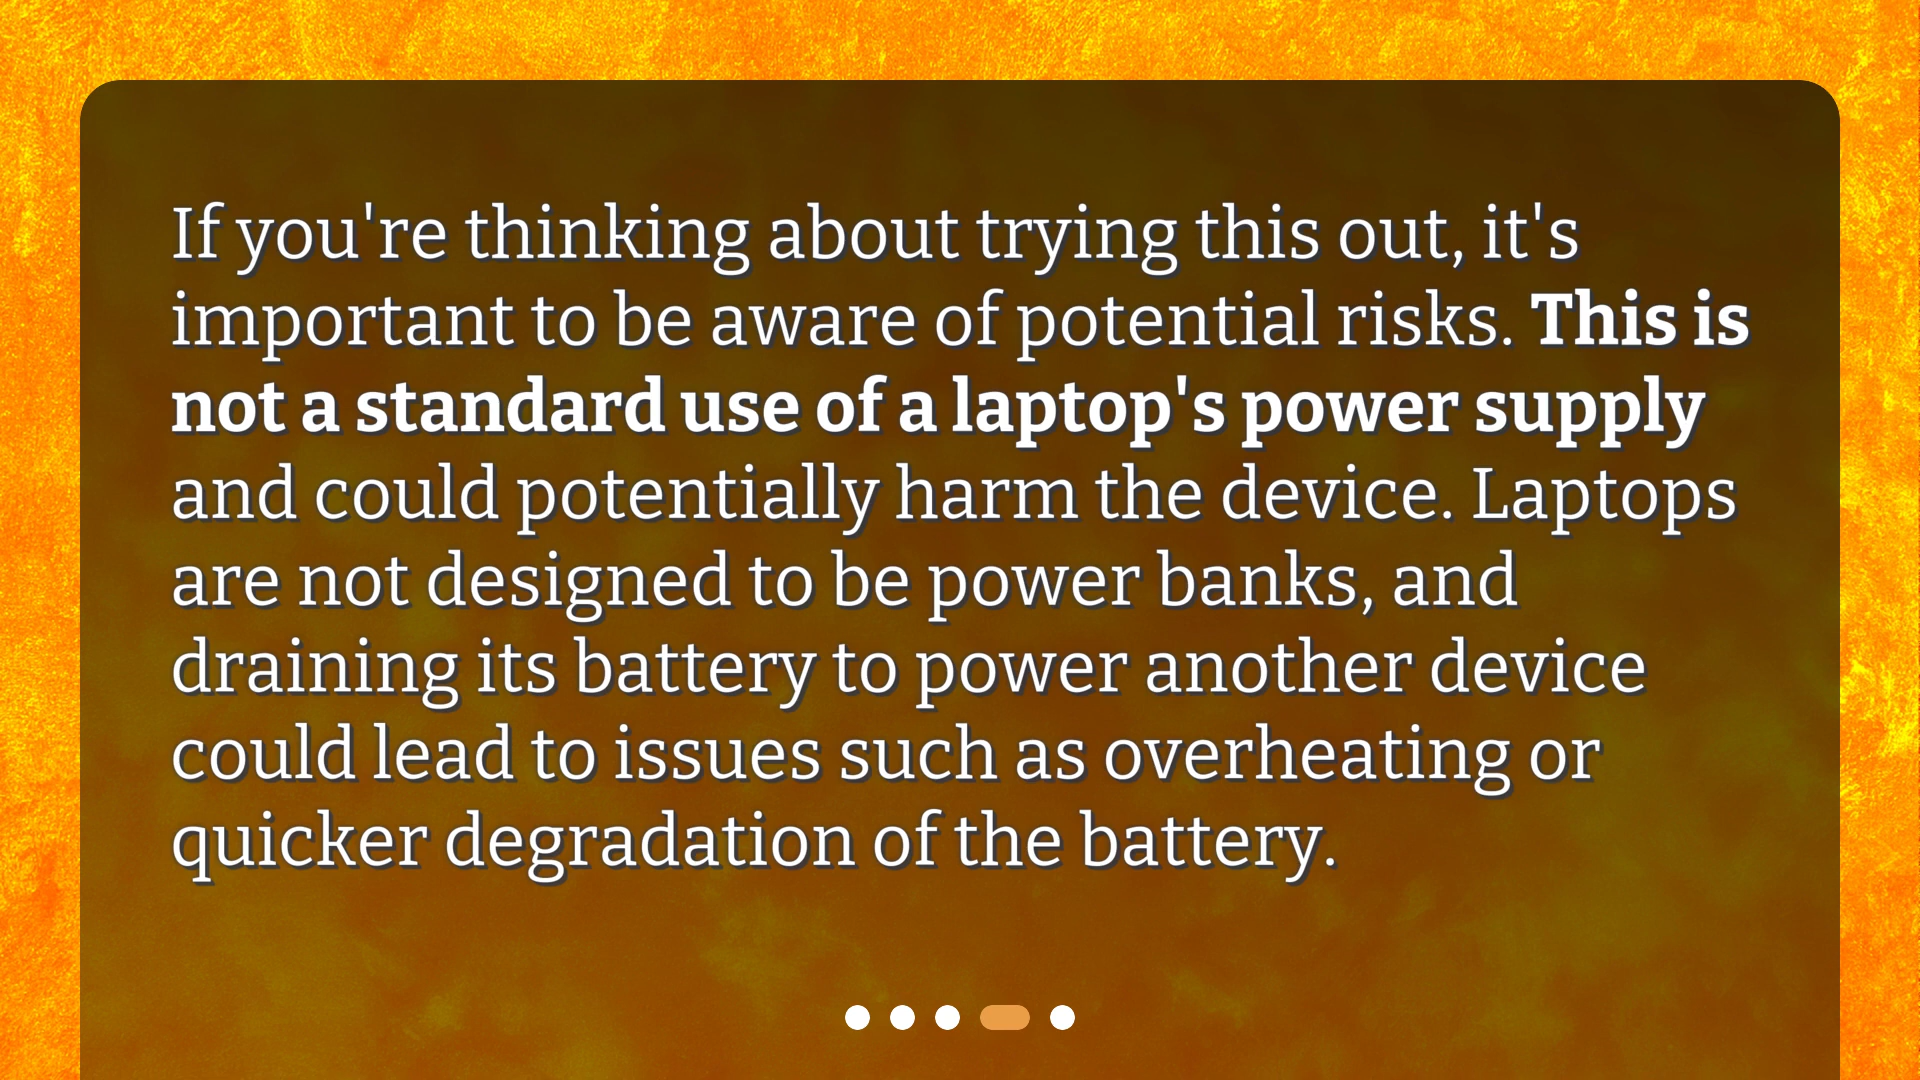 If you're thinking about trying this out, it's
important to be aware of potential risks. This is
not a standard use of a laptop's power supply
and could potentially harm the device. Laptops
are not designed to be power banks, and
draining its battery to power another device
could lead to issues such as overheating or
quicker degradation of the battery.